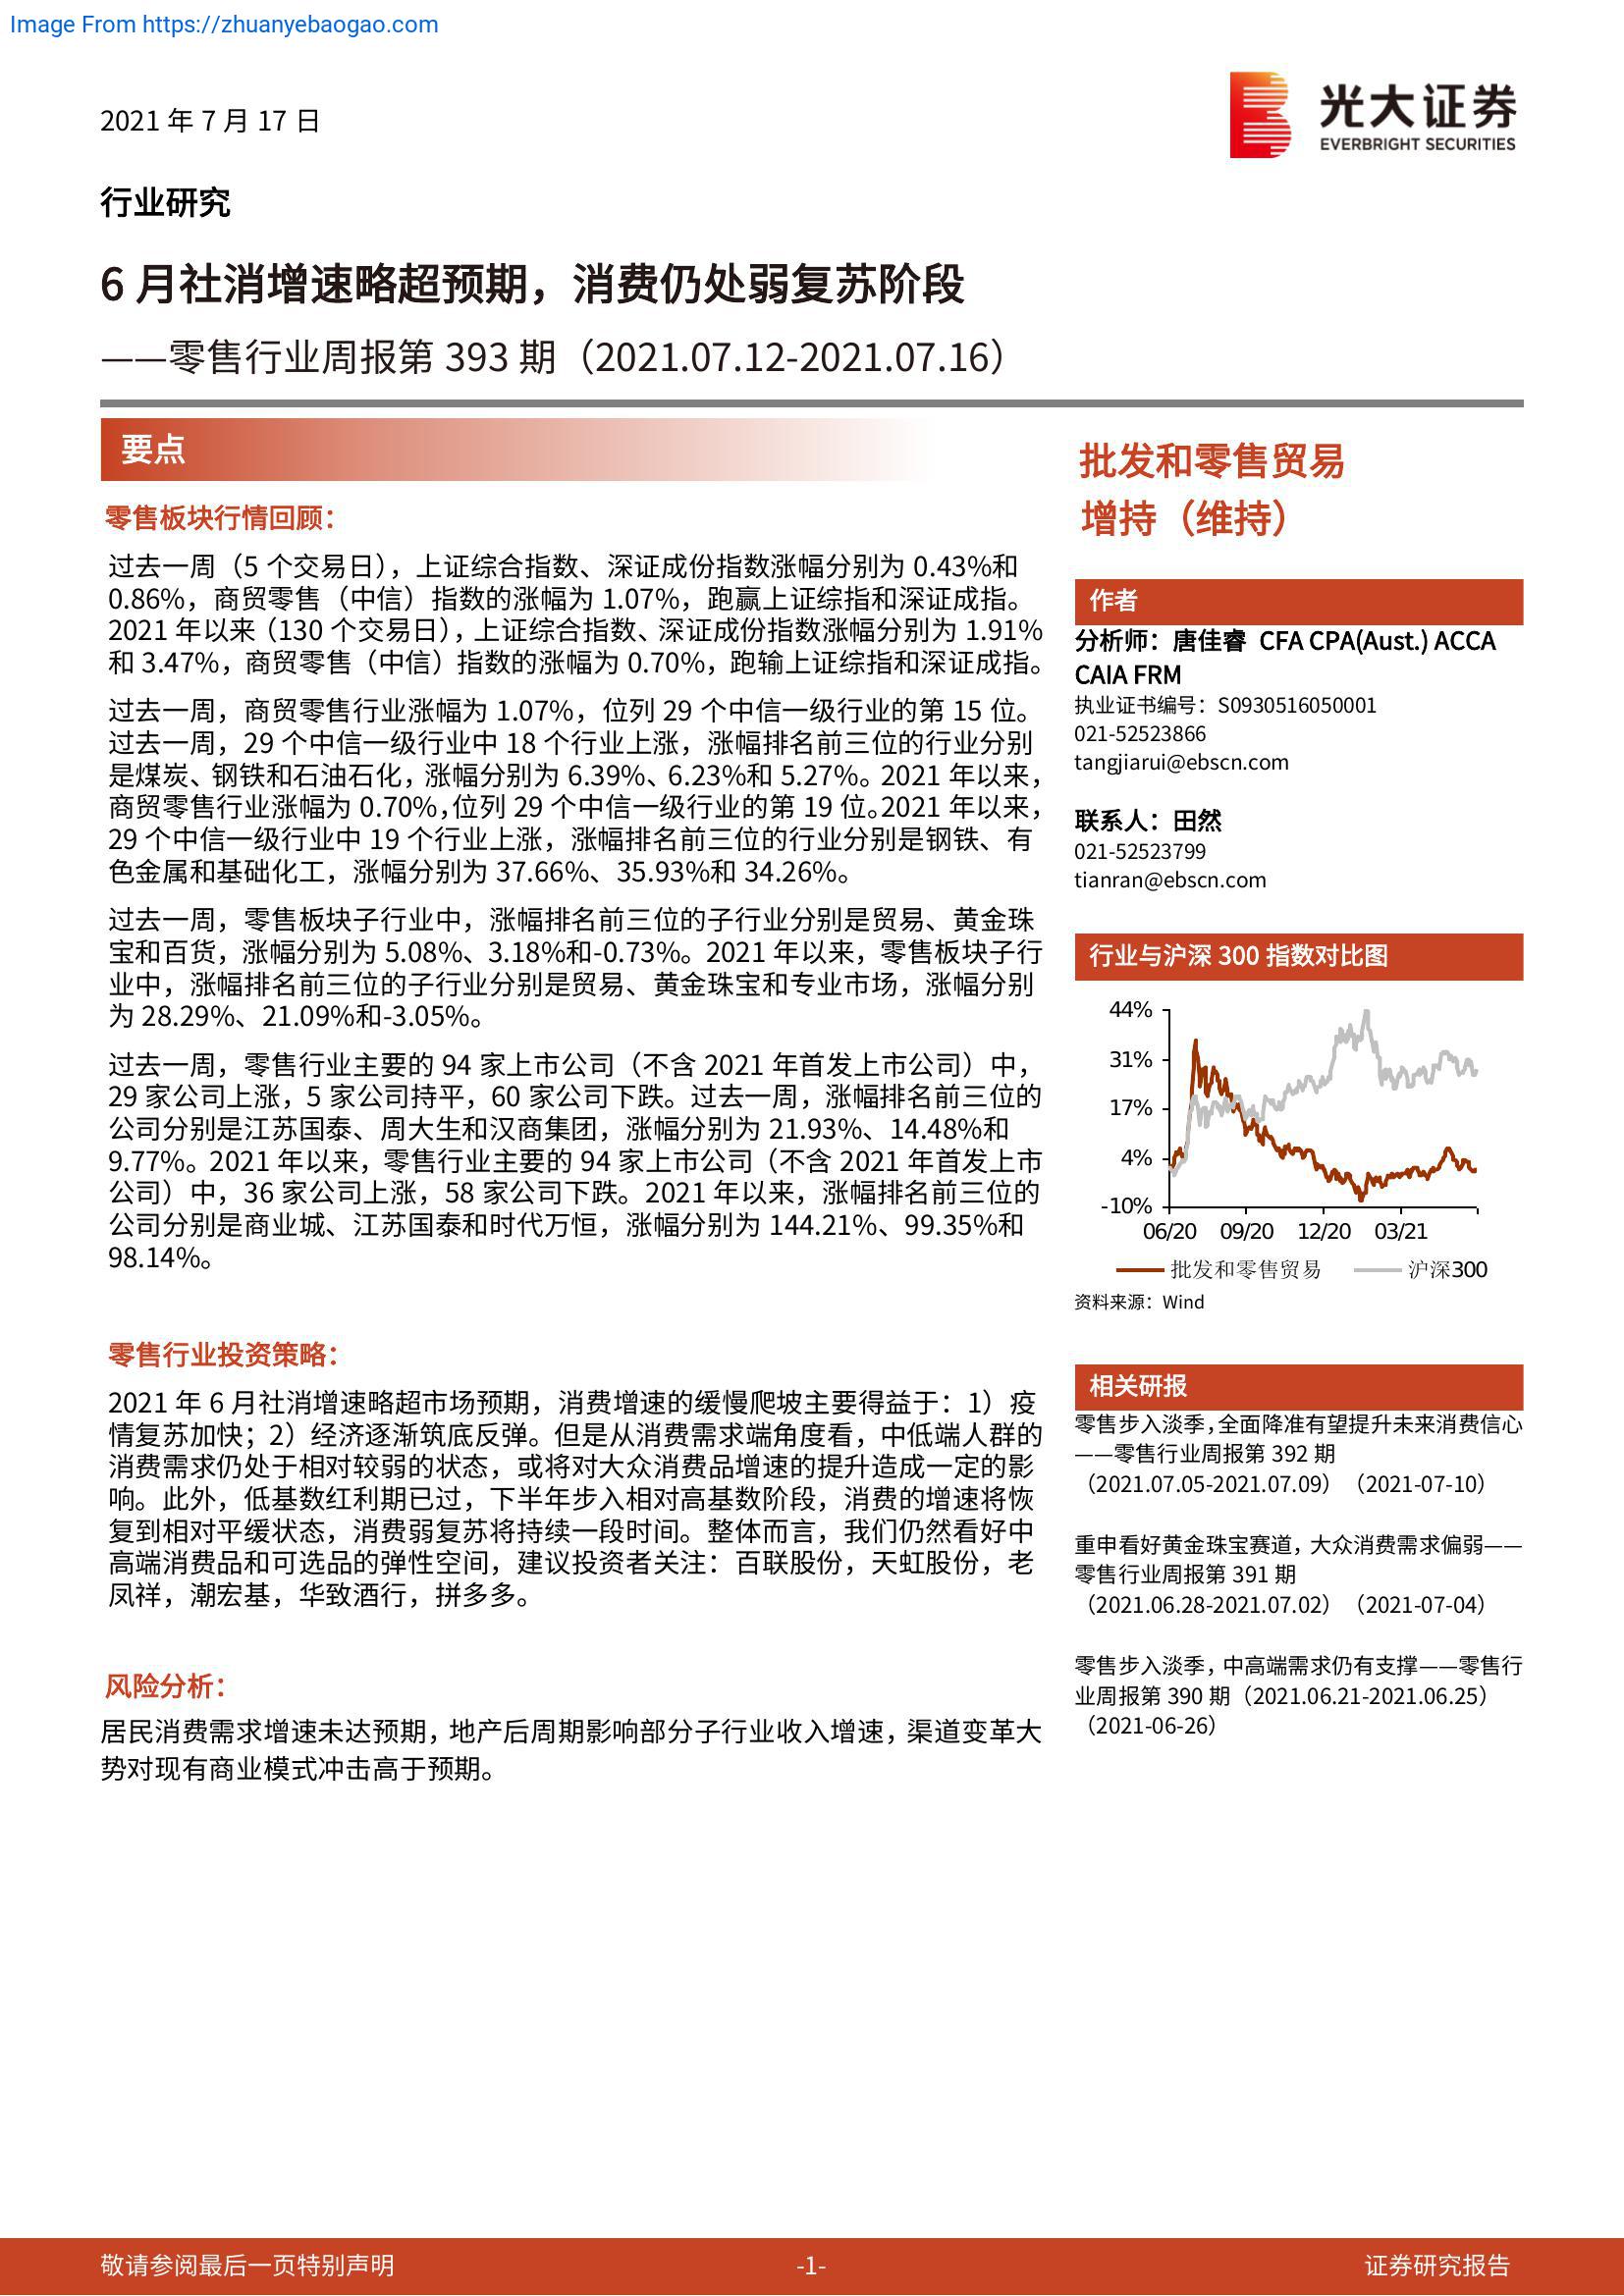 Image From https://zhuanyebaogao.com
2021 年 7 月 17 日
光大证券
EVERBRIGHT SECURITIES
行业研究
6 月社消增速略超预期，消费仍处弱复苏阶段
——零售行业周报第 393 期（2021.07.12-2021.07.16）
要点
零售板块行情回顾：
过去一周（5 个交易日），上证综合指数、深证成份指数涨幅分别为 0.43%和
0.86%，商贸零售（中信）指数的涨幅为 1.07%，跑赢上证综指和深证成指。
2021 年以来（130 个交易日），上证综合指数、深证成份指数涨幅分别为 1.91%
和 3.47%，商贸零售（中信）指数的涨幅为 0.70%，跑输上证综指和深证成指。
过去一周，商贸零售行业涨幅为 1.07%，位列 29 个中信一级行业的第 15 位。
过去一周，29 个中信一级行业中 18 个行业上涨，涨幅排名前三位的行业分别
是煤炭、钢铁和石油石化，涨幅分别为 6.39%、6.23%和 5.27%。2021 年以来，
商贸零售行业涨幅为 0.70%，位列 29 个中信一级行业的第 19 位。2021 年以来，
29 个中信一级行业中 19 个行业上涨，涨幅排名前三位的行业分别是钢铁、有
色金属和基础化工，涨幅分别为 37.66%、35.93%和 34.26%。
过去一周，零售板块子行业中，涨幅排名前三位的子行业分别是贸易、黄金珠
宝和百货，涨幅分别为 5.08%、3.18%和-0.73%。2021 年以来，零售板块子行
业中，涨幅排名前三位的子行业分别是贸易、黄金珠宝和专业市场，涨幅分别
为 28.29%、21.09%和-3.05%。
过去一周，零售行业主要的 94 家上市公司（不含 2021 年首发上市公司）中，
29 家公司上涨，5 家公司持平，60 家公司下跌。过去一周，涨幅排名前三位的
公司分别是江苏国泰、周大生和汉商集团，涨幅分别为 21.93%、14.48%和
9.77%。2021 年以来，零售行业主要的 94 家上市公司（不含 2021 年首发上市
公司）中，36 家公司上涨，58 家公司下跌。2021 年以来，涨幅排名前三位的
公司分别是商业城、江苏国泰和时代万恒，涨幅分别为 144.21%、99.35%和
98.14%。
零售行业投资策略：
2021 年 6 月社消增速略超市场预期，消费增速的缓慢爬坡主要得益于：1）疫
情复苏加快；2）经济逐渐筑底反弹。但是从消费需求端角度看，中低端人群的
消费需求仍处于相对较弱的状态，或将对大众消费品增速的提升造成一定的影
响。此外，低基数红利期已过，下半年步入相对高基数阶段，消费的增速将恢
复到相对平缓状态，消费弱复苏将持续一段时间。整体而言，我们仍然看好中
高端消费品和可选品的弹性空间，建议投资者关注：百联股份，天虹股份，老
凤祥，潮宏基，华致酒行，拼多多。
风险分析：
居民消费需求增速未达预期，地产后周期影响部分子行业收入增速，渠道变革大
势对现有商业模式冲击高于预期。
批发和零售贸易
增持（维持）
作者
分析师：唐佳睿 CFA CPA(Aust.) ACCA
CAIA FRM
执业证书编号：S0930516050001
021-52523866
tangjiarui@ebscn.com
联系人：田然
021-52523799
tianran@ebscn.com
行业与沪深 300 指数对比图
44%
31%
17%
4%
-10%
06/20 09/20 12/20 03/21
批发和零售贸易 沪深300
资料来源：Wind
相关研报
零售步入淡季，全面降准有望提升未来消费信心
——零售行业周报第 392 期
（2021.07.05-2021.07.09）（2021-07-10）
重申看好黄金珠宝赛道，大众消费需求偏弱——
零售行业周报第 391 期
（2021.06.28-2021.07.02）（2021-07-04）
零售步入淡季，中高端需求仍有支撑——零售行
业周报第 390 期（2021.06.21-2021.06.25）
（2021-06-26）
敬请参阅最后一页特别声明 -1- 证券研究报告